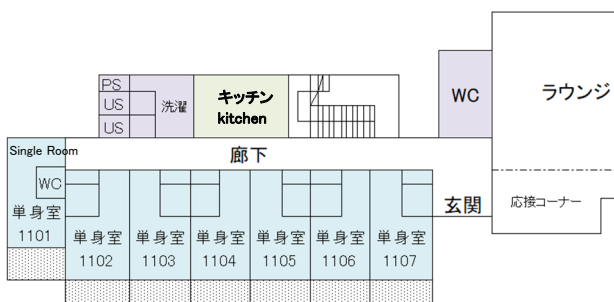 ラウンジ
PS
US
US
洗濯
キッチン
kitchen
WC
Single Room
廊下
WC
単身室
1101
単身室
1102
単身室
1103
単身室
1104
単身室
1105
単身室
1106
単身室
1107
玄関
応接コーナー